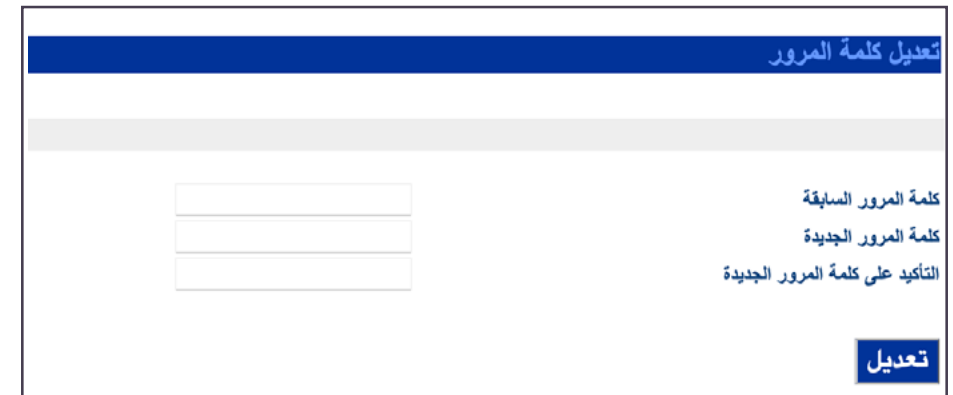 تعديل كلمة المرور
كلمة المرور السابقة
كلمة المرور الجديدة
التأكيد على كلمة المرور الجديدة
تعديل